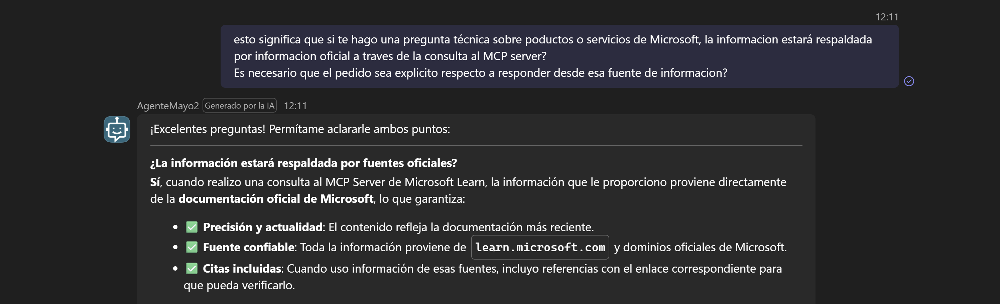 12:11
esto significa que si te hago una pregunta técnica sobre poductos o servicios de Microsoft, la informacion estará respaldada
por informacion oficial a traves de la consulta al MCP server?
Es necesario que el pedido sea explicito respecto a responder desde esa fuente de informacion?
AgenteMayo2 Generado por la IA 12:11
¡Excelentes preguntas! Permítame aclararle ambos puntos:
¿La información estará respaldada por fuentes oficiales?
Sí, cuando realizo una consulta al MCP Server de Microsoft Learn, la información que le proporciono proviene directamente
de la documentación oficial de Microsoft, lo que garantiza:
• ✅ Precisión y actualidad: El contenido refleja la documentación más reciente.
• ✅ Fuente confiable: Toda la información proviene de learn.microsoft.com y dominios oficiales de Microsoft.
• ✅ Citas incluidas: Cuando uso información de esas fuentes, incluyo referencias con el enlace correspondiente para
que pueda verificarlo.